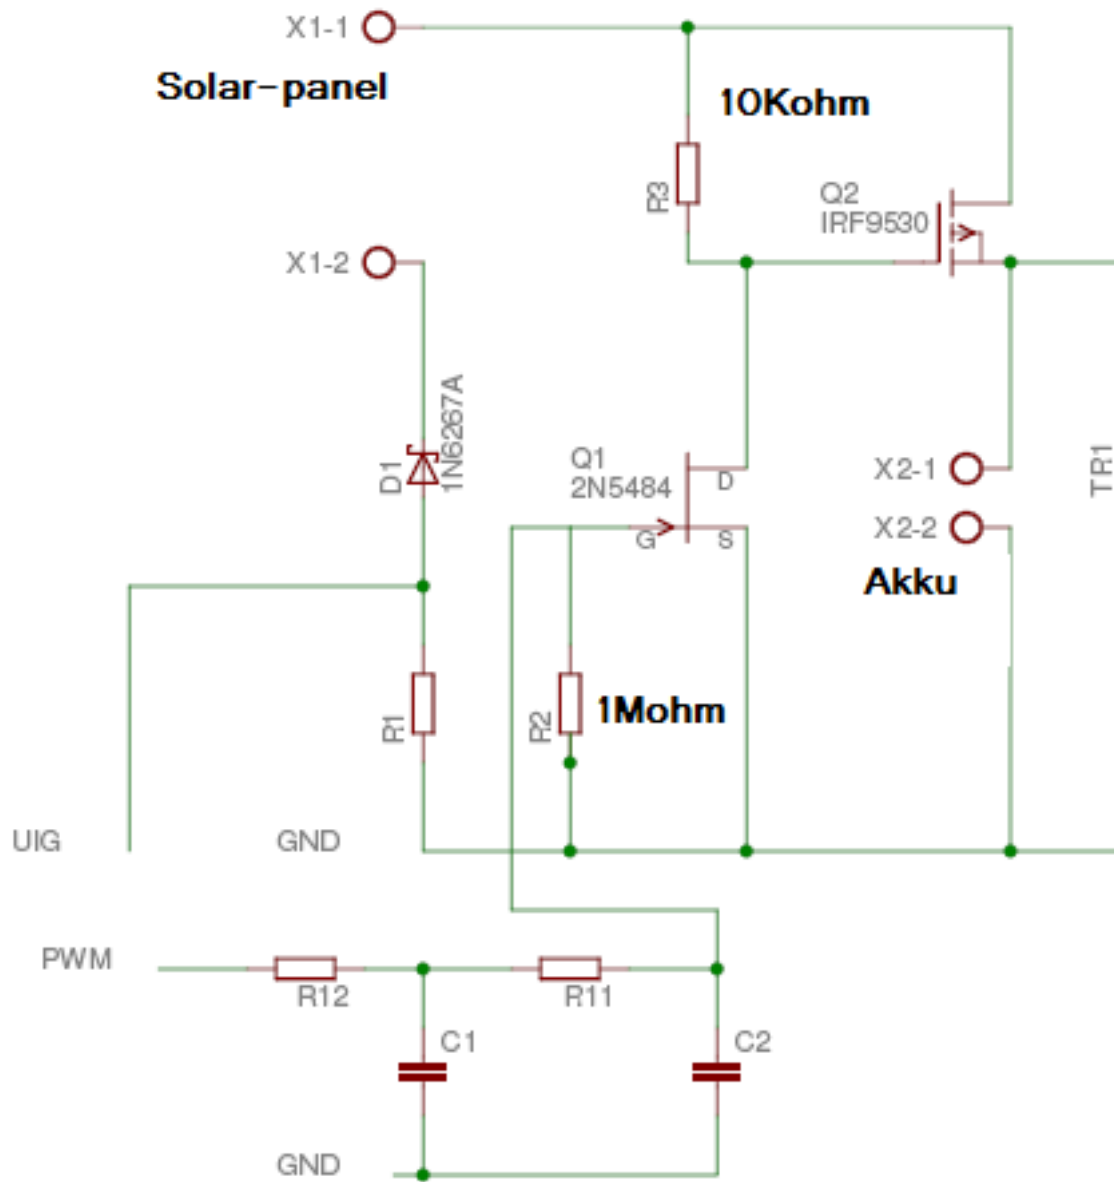 X1-1
Solar-panel
10Kohm
R3
Q2
IRF9530
X1-2
D1
1N6267A
Q1
2N5484
D
G
S
X2-1
X2-2
TR1
Akku
R1
R2
1Mohm
UIG
GND
PWM
R12
R11
C1
C2
GND